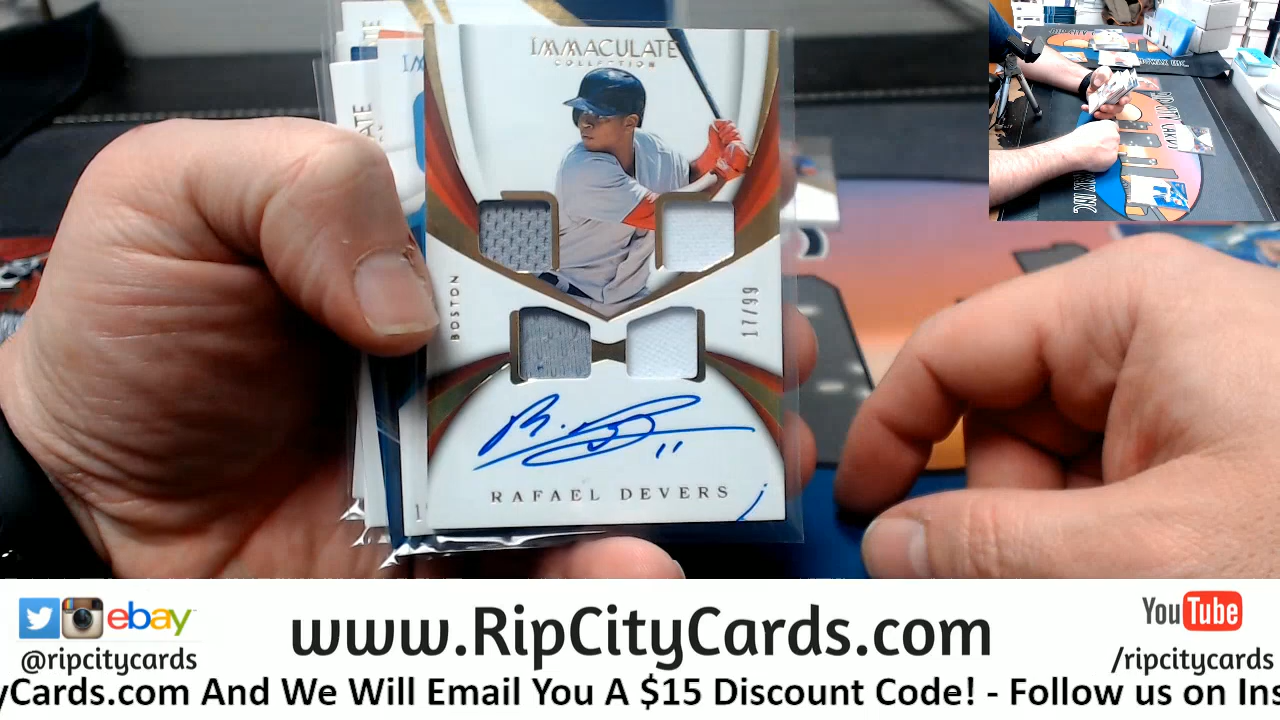 IMMACULATE
COLLECTION
IM
BOSTON
17/99
RAFAEL DEVERS
ebay
@ripcitycards
www.RipCityCards.com
YouTube
/ripcitycards
yCards.com And We Will Email You A $15 Discount Code! - Follow us on Ins